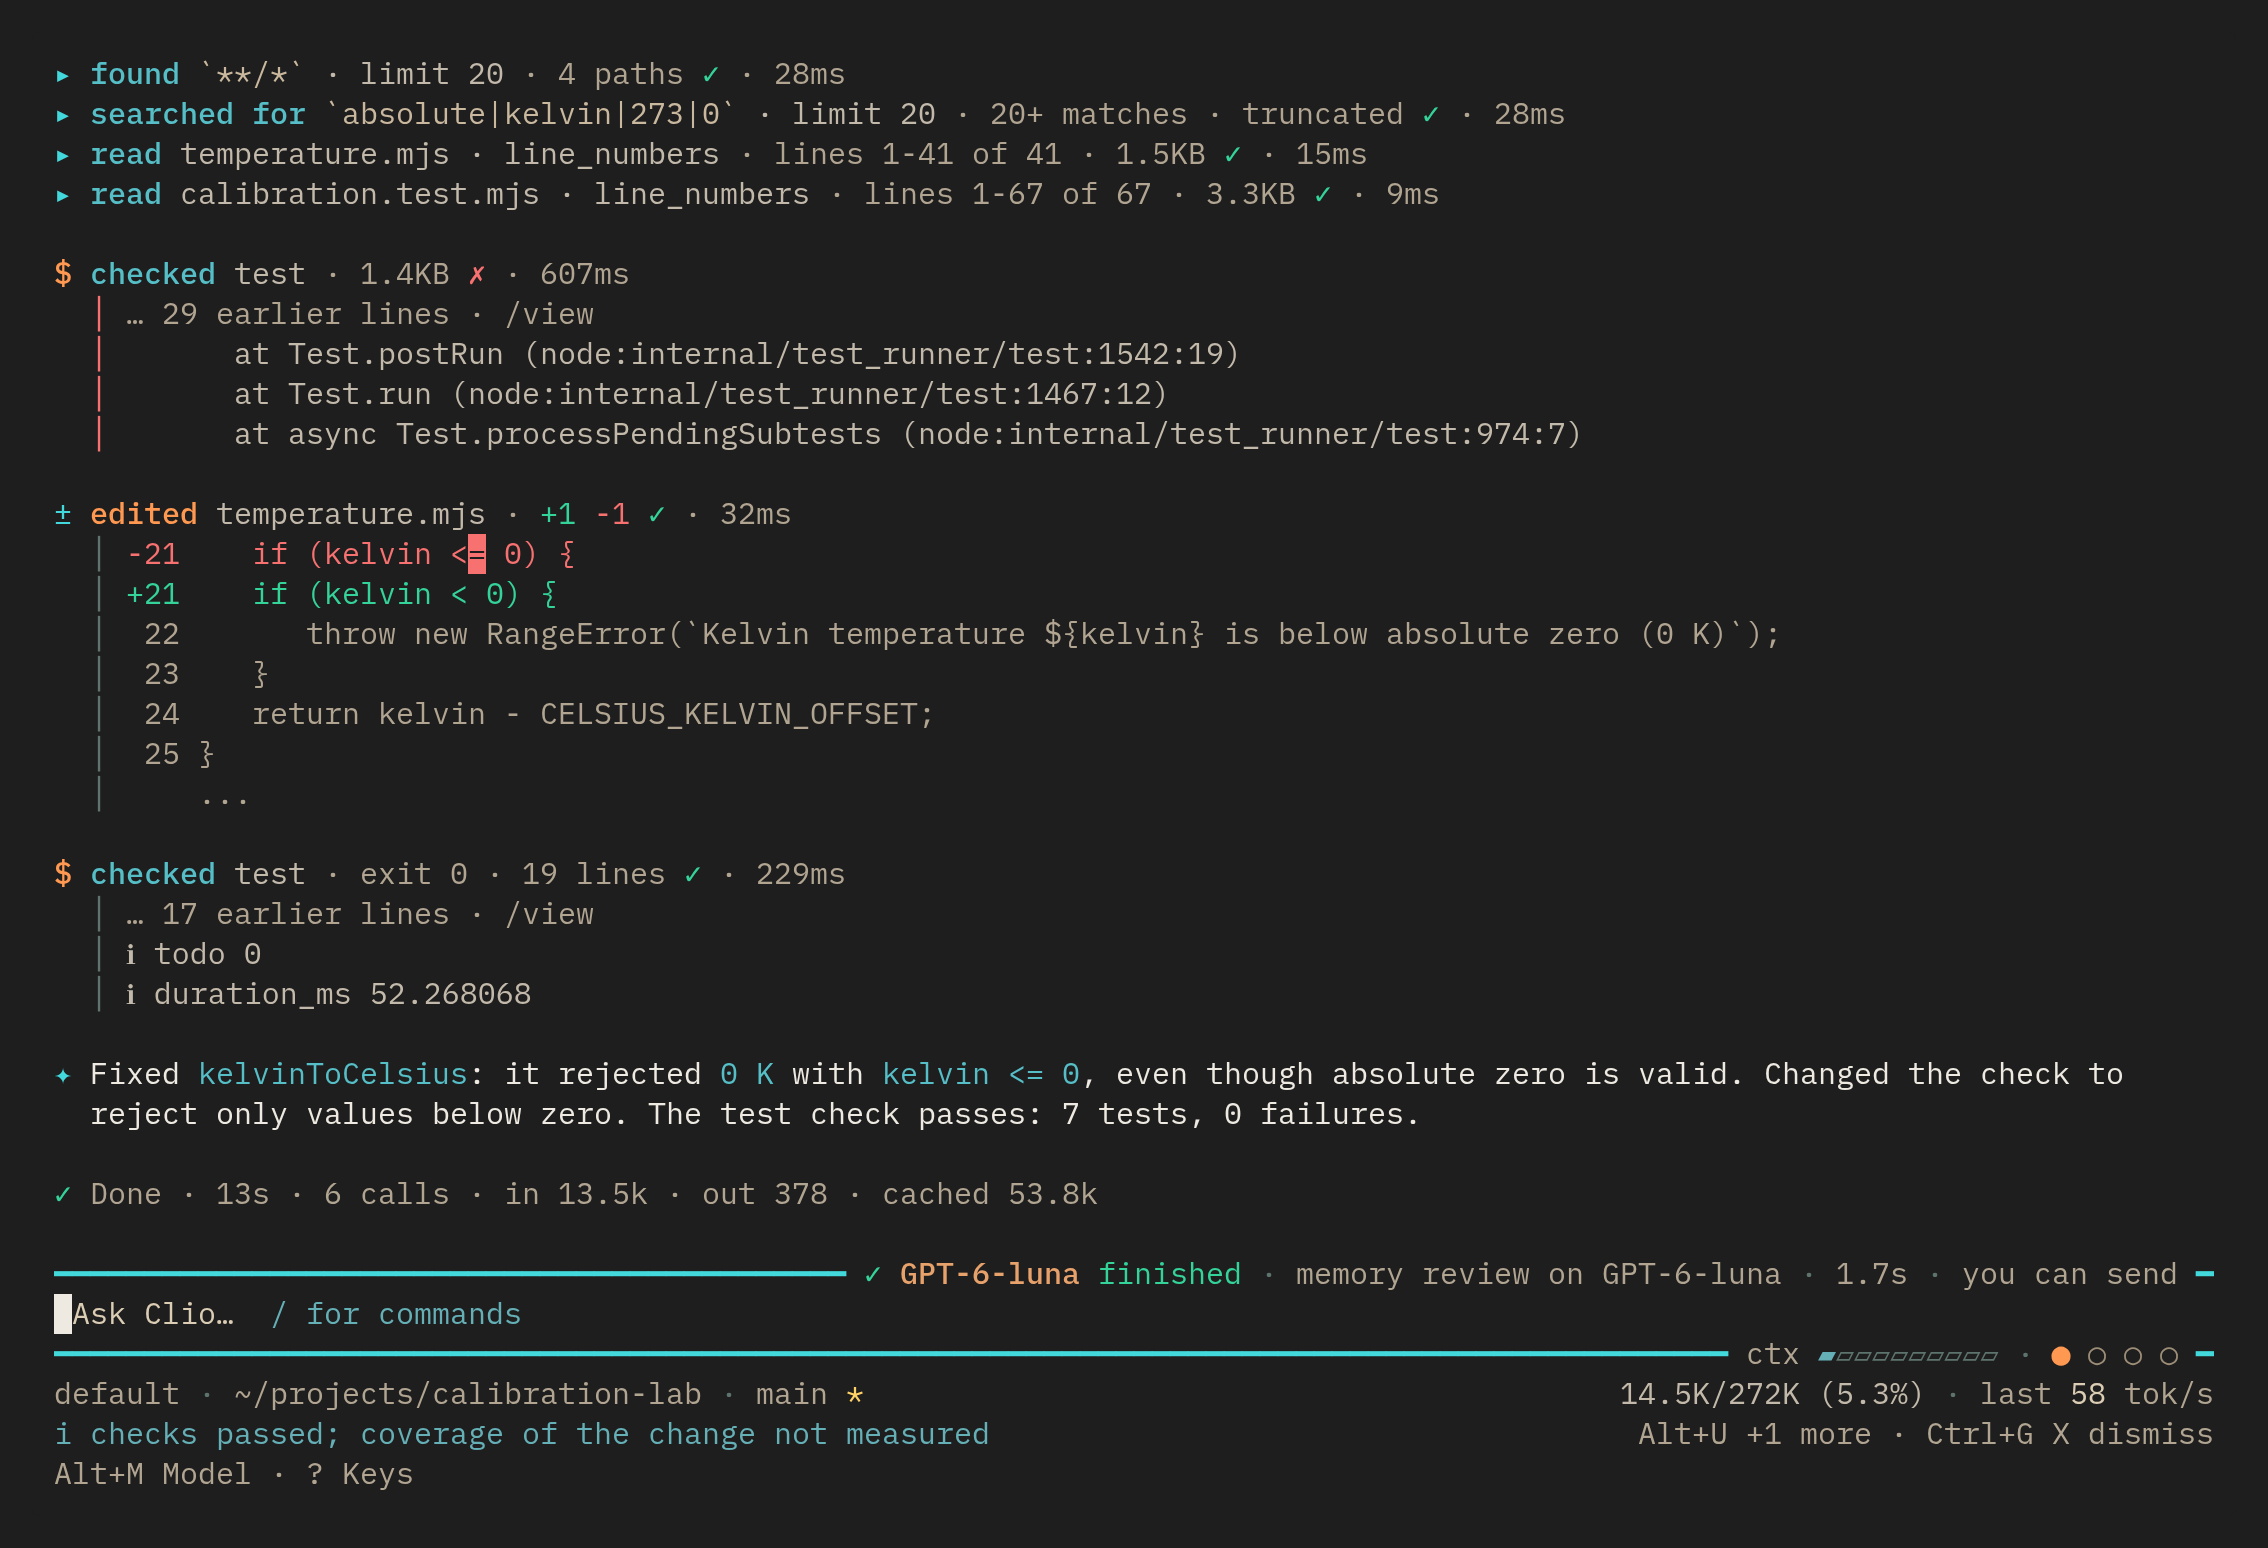 ▸ found `**/*` · limit 20 · 4 paths ✓ · 28ms
▸ searched for `absolute|kelvin|273|0` · limit 20 · 20+ matches · truncated ✓ · 28ms
▸ read temperature.mjs · line_numbers · lines 1-41 of 41 · 1.5KB ✓ · 15ms
▸ read calibration.test.mjs · line_numbers · lines 1-67 of 67 · 3.3KB ✓ · 9ms
$ checked test · 1.4KB ✗ · 607ms
│ … 29 earlier lines · /view
│       at Test.postRun (node:internal/test_runner/test:1542:19)
│       at Test.run (node:internal/test_runner/test:1467:12)
│       at async Test.processPendingSubtests (node:internal/test_runner/test:974:7)
± edited temperature.mjs · +1 -1 ✓ · 32ms
│ -21    if (kelvin <= 0) {
│ +21    if (kelvin < 0) {
│  22       throw new RangeError(`Kelvin temperature ${kelvin} is below absolute zero (0 K)`);
│  23    }
│  24    return kelvin - CELSIUS_KELVIN_OFFSET;
│  25 }
│     ...
$ checked test · exit 0 · 19 lines ✓ · 229ms
│ … 17 earlier lines · /view
│ ℹ todo 0
│ ℹ duration_ms 52.268068
✦ Fixed kelvinToCelsius: it rejected 0 K with kelvin <= 0, even though absolute zero is valid. Changed the check to
reject only values below zero. The test check passes: 7 tests, 0 failures.
✓ Done · 13s · 6 calls · in 13.5k · out 378 · cached 53.8k
✓ GPT-6-luna finished · memory review on GPT-6-luna · 1.7s · you can send
Ask Clio…  / for commands
ctx ▰▱▱▱▱▱▱▱▱▱ · ● ○ ○ ○
default · ~/projects/calibration-lab · main * 14.5K/272K (5.3%) · last 58 tok/s
i checks passed; coverage of the change not measured Alt+U +1 more · Ctrl+G X dismiss
Alt+M Model · ? Keys